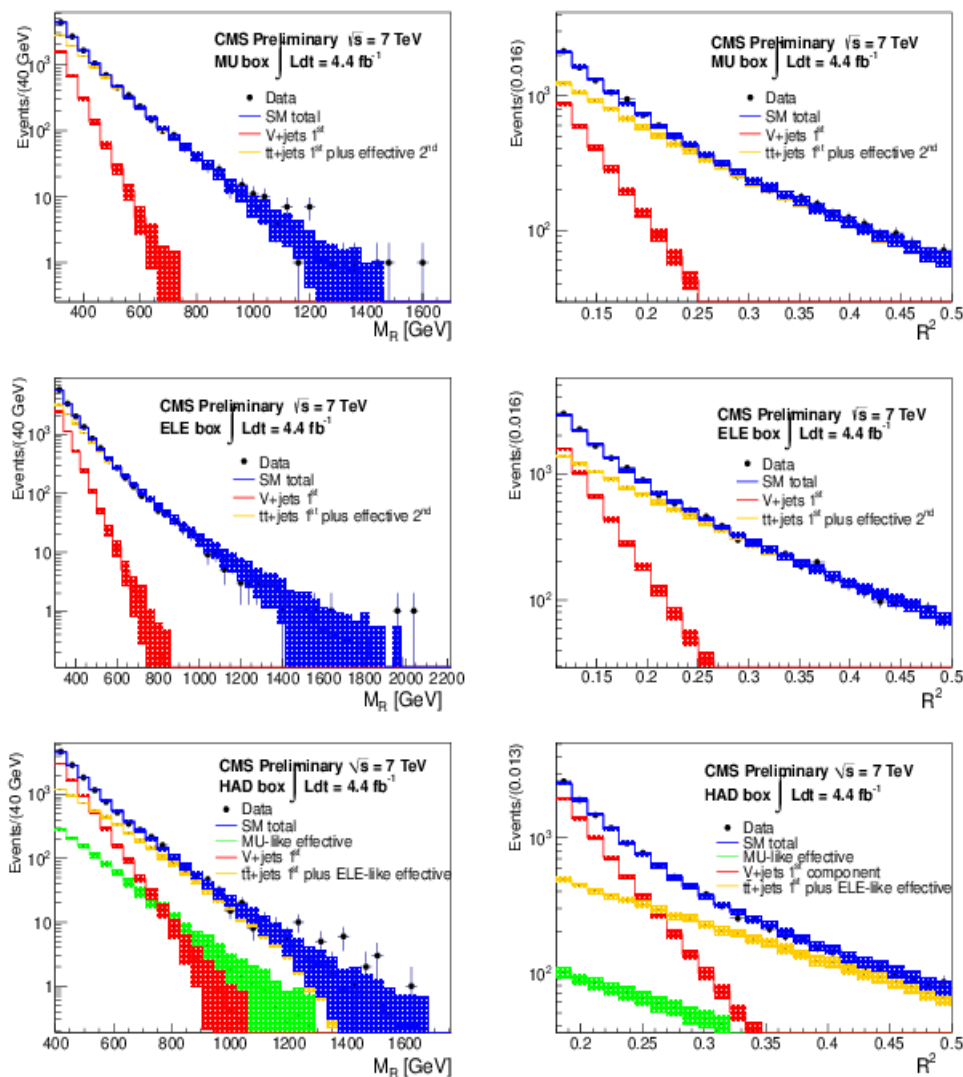 CMS Preliminary √s = 7 TeV
MU box ∫ Ldt = 4.4 fb⁻¹
Data
SM total
V+jets 1ˢᵗ
tt+jets 1ˢᵗ plus effective 2ⁿᵈ
Events/(40 GeV)
10³
10²
10
1
400 600 800 1000 1200 1400 1600
M_R [GeV]
CMS Preliminary √s = 7 TeV
MU box ∫ Ldt = 4.4 fb⁻¹
Data
SM total
V+jets 1ˢᵗ
tt+jets 1ˢᵗ plus effective 2ⁿᵈ
Events/(0.016)
10³
10²
0.15 0.2 0.25 0.3 0.35 0.4 0.45 0.5
R²
CMS Preliminary √s = 7 TeV
ELE box ∫ Ldt = 4.4 fb⁻¹
Data
SM total
V+jets 1ˢᵗ
tt+jets 1ˢᵗ plus effective 2ⁿᵈ
Events/(40 GeV)
10³
10²
10
1
400 600 800 1000 1200 1400 1600 1800 2000 2200
M_R [GeV]
CMS Preliminary √s = 7 TeV
ELE box ∫ Ldt = 4.4 fb⁻¹
Data
SM total
V+jets 1ˢᵗ
tt+jets 1ˢᵗ plus effective 2ⁿᵈ
Events/(0.016)
10³
10²
0.15 0.2 0.25 0.3 0.35 0.4 0.45 0.5
R²
CMS Preliminary √s = 7 TeV
HAD box ∫ Ldt = 4.4 fb⁻¹
Data
SM total
MU-like effective
V+jets 1ˢᵗ
tt+jets 1ˢᵗ plus ELE-like effective
Events/(40 GeV)
10³
10²
10
1
400 600 800 1000 1200 1400 1600
M_R [GeV]
CMS Preliminary √s = 7 TeV
HAD box ∫ Ldt = 4.4 fb⁻¹
Data
SM total
MU-like effective
V+jets 1ˢᵗ component
tt+jets 1ˢᵗ plus ELE-like effective
Events/(0.013)
10³
10²
0.2 0.25 0.3 0.35 0.4 0.45 0.5
R²